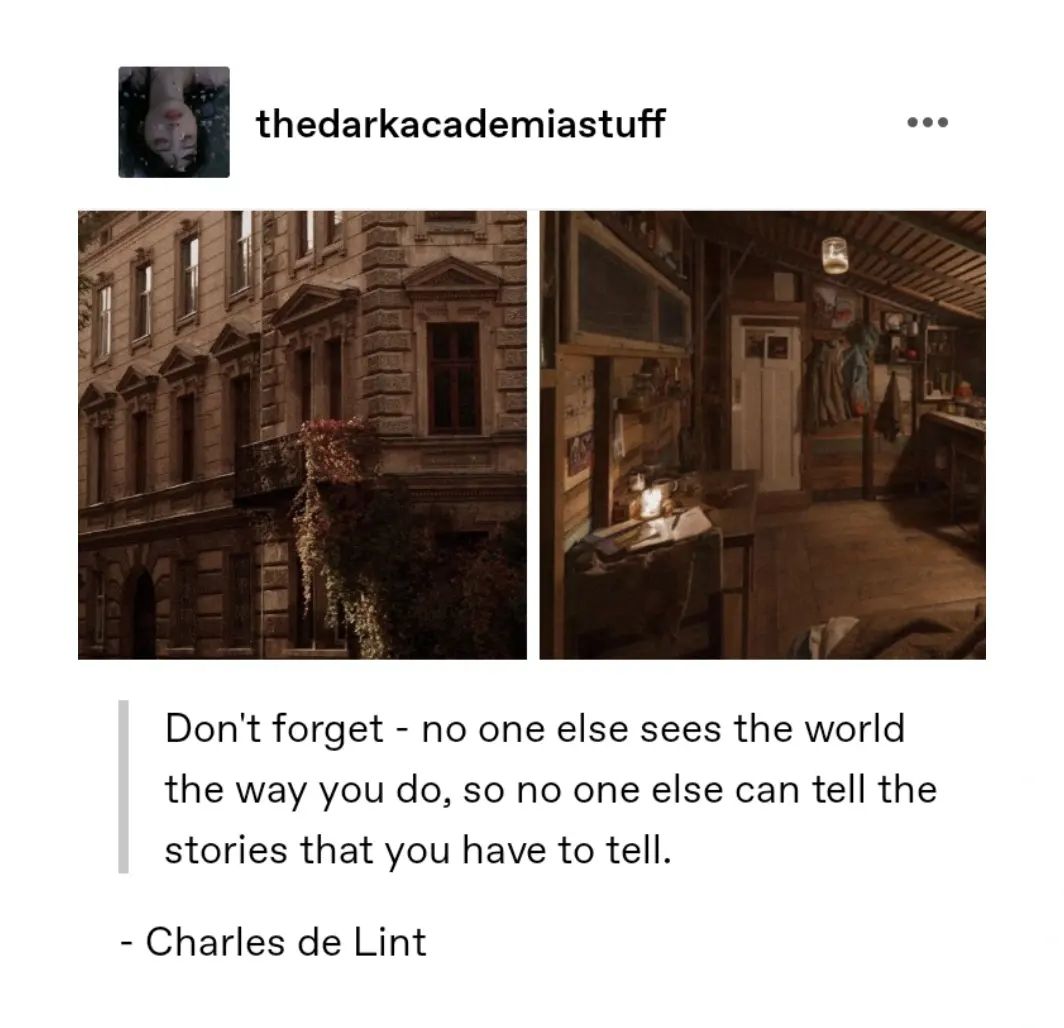 thedarkacademiastuff
Don't forget - no one else sees the world
the way you do, so no one else can tell the
stories that you have to tell.
- Charles de Lint